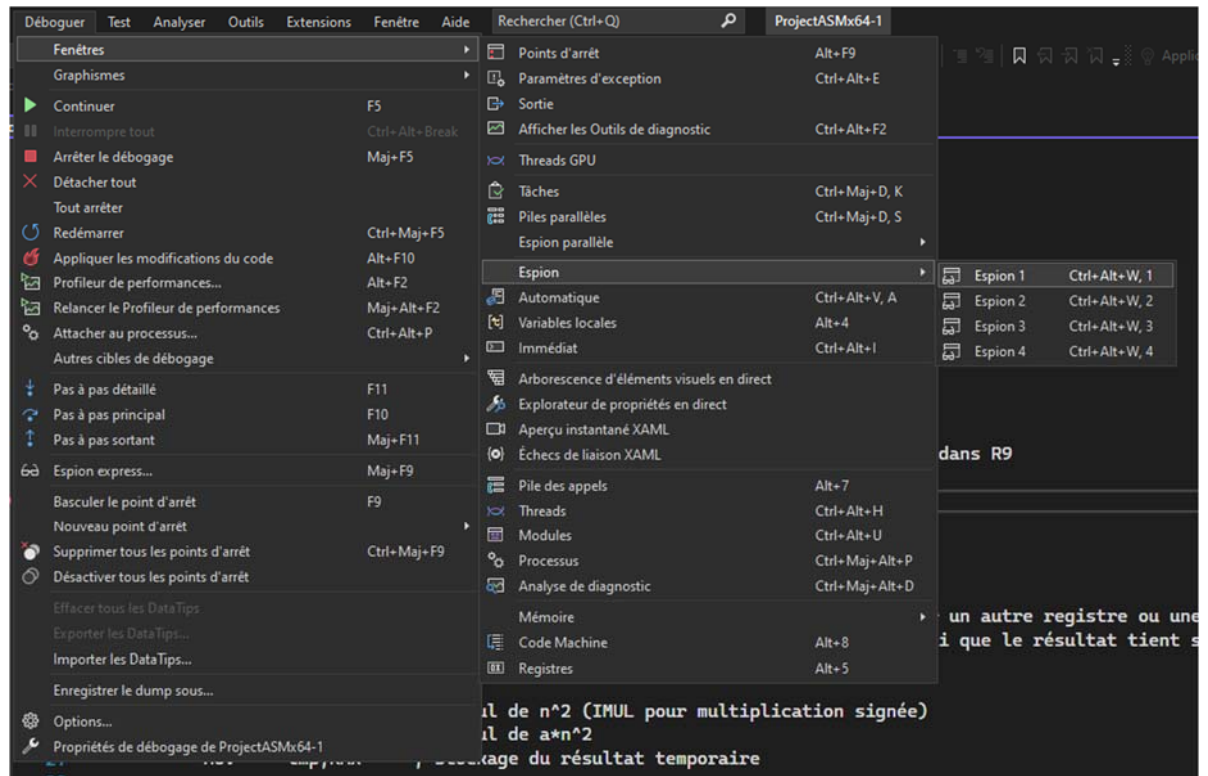 Déboguer Test Analyser Outils Extensions Fenêtre Aide Rechercher (Ctrl+Q) ProjectASMx64-1
Fenêtres
Graphismes
Continuer F5
Interrompre tout Ctrl+Alt+Break
Arrêter le débogage Maj+F5
Détacher tout
Tout arrêter
Redémarrer Ctrl+Maj+F5
Appliquer les modifications du code Alt+F10
Profileur de performances... Alt+F2
Relancer le Profileur de performances Maj+Alt+F2
Attacher au processus... Ctrl+Alt+P
Autres cibles de débogage
Pas à pas détaillé F11
Pas à pas principal F10
Pas à pas sortant Maj+F11
Espion express... Maj+F9
Basculer le point d'arrêt F9
Nouveau point d'arrêt
Supprimer tous les points d'arrêt Ctrl+Maj+F9
Désactiver tous les points d'arrêt
Effacer tous les DataTips
Exporter les DataTips...
Importer les DataTips...
Enregistrer le dump sous...
Options...
Propriétés de débogage de ProjectASMx64-1
Points d'arrêt Alt+F9
Paramètres d'exception Ctrl+Alt+E
Sortie
Afficher les Outils de diagnostic Ctrl+Alt+F2
Threads GPU
Tâches Ctrl+Maj+D, K
Piles parallèles Ctrl+Maj+D, S
Espion parallèle
Espion
Automatique Ctrl+Alt+V, A
Variables locales Alt+4
Immédiat Ctrl+Alt+I
Arborescence d'éléments visuels en direct
Explorateur de propriétés en direct
Aperçu instantané XAML
Échecs de liaison XAML
Pile des appels Alt+7
Threads Ctrl+Alt+H
Modules Ctrl+Alt+U
Processus Ctrl+Maj+Alt+P
Analyse de diagnostic Ctrl+Maj+Alt+D
Mémoire
Code Machine Alt+8
Registres Alt+5
Espion 1 Ctrl+Alt+W, 1
Espion 2 Ctrl+Alt+W, 2
Espion 3 Ctrl+Alt+W, 3
Espion 4 Ctrl+Alt+W, 4
Applic
dans R9
un autre registre ou une
i que le résultat tient s
ul de n^2 (IMUL pour multiplication signée)
ul de a*n^2
kage du résultat temporaire